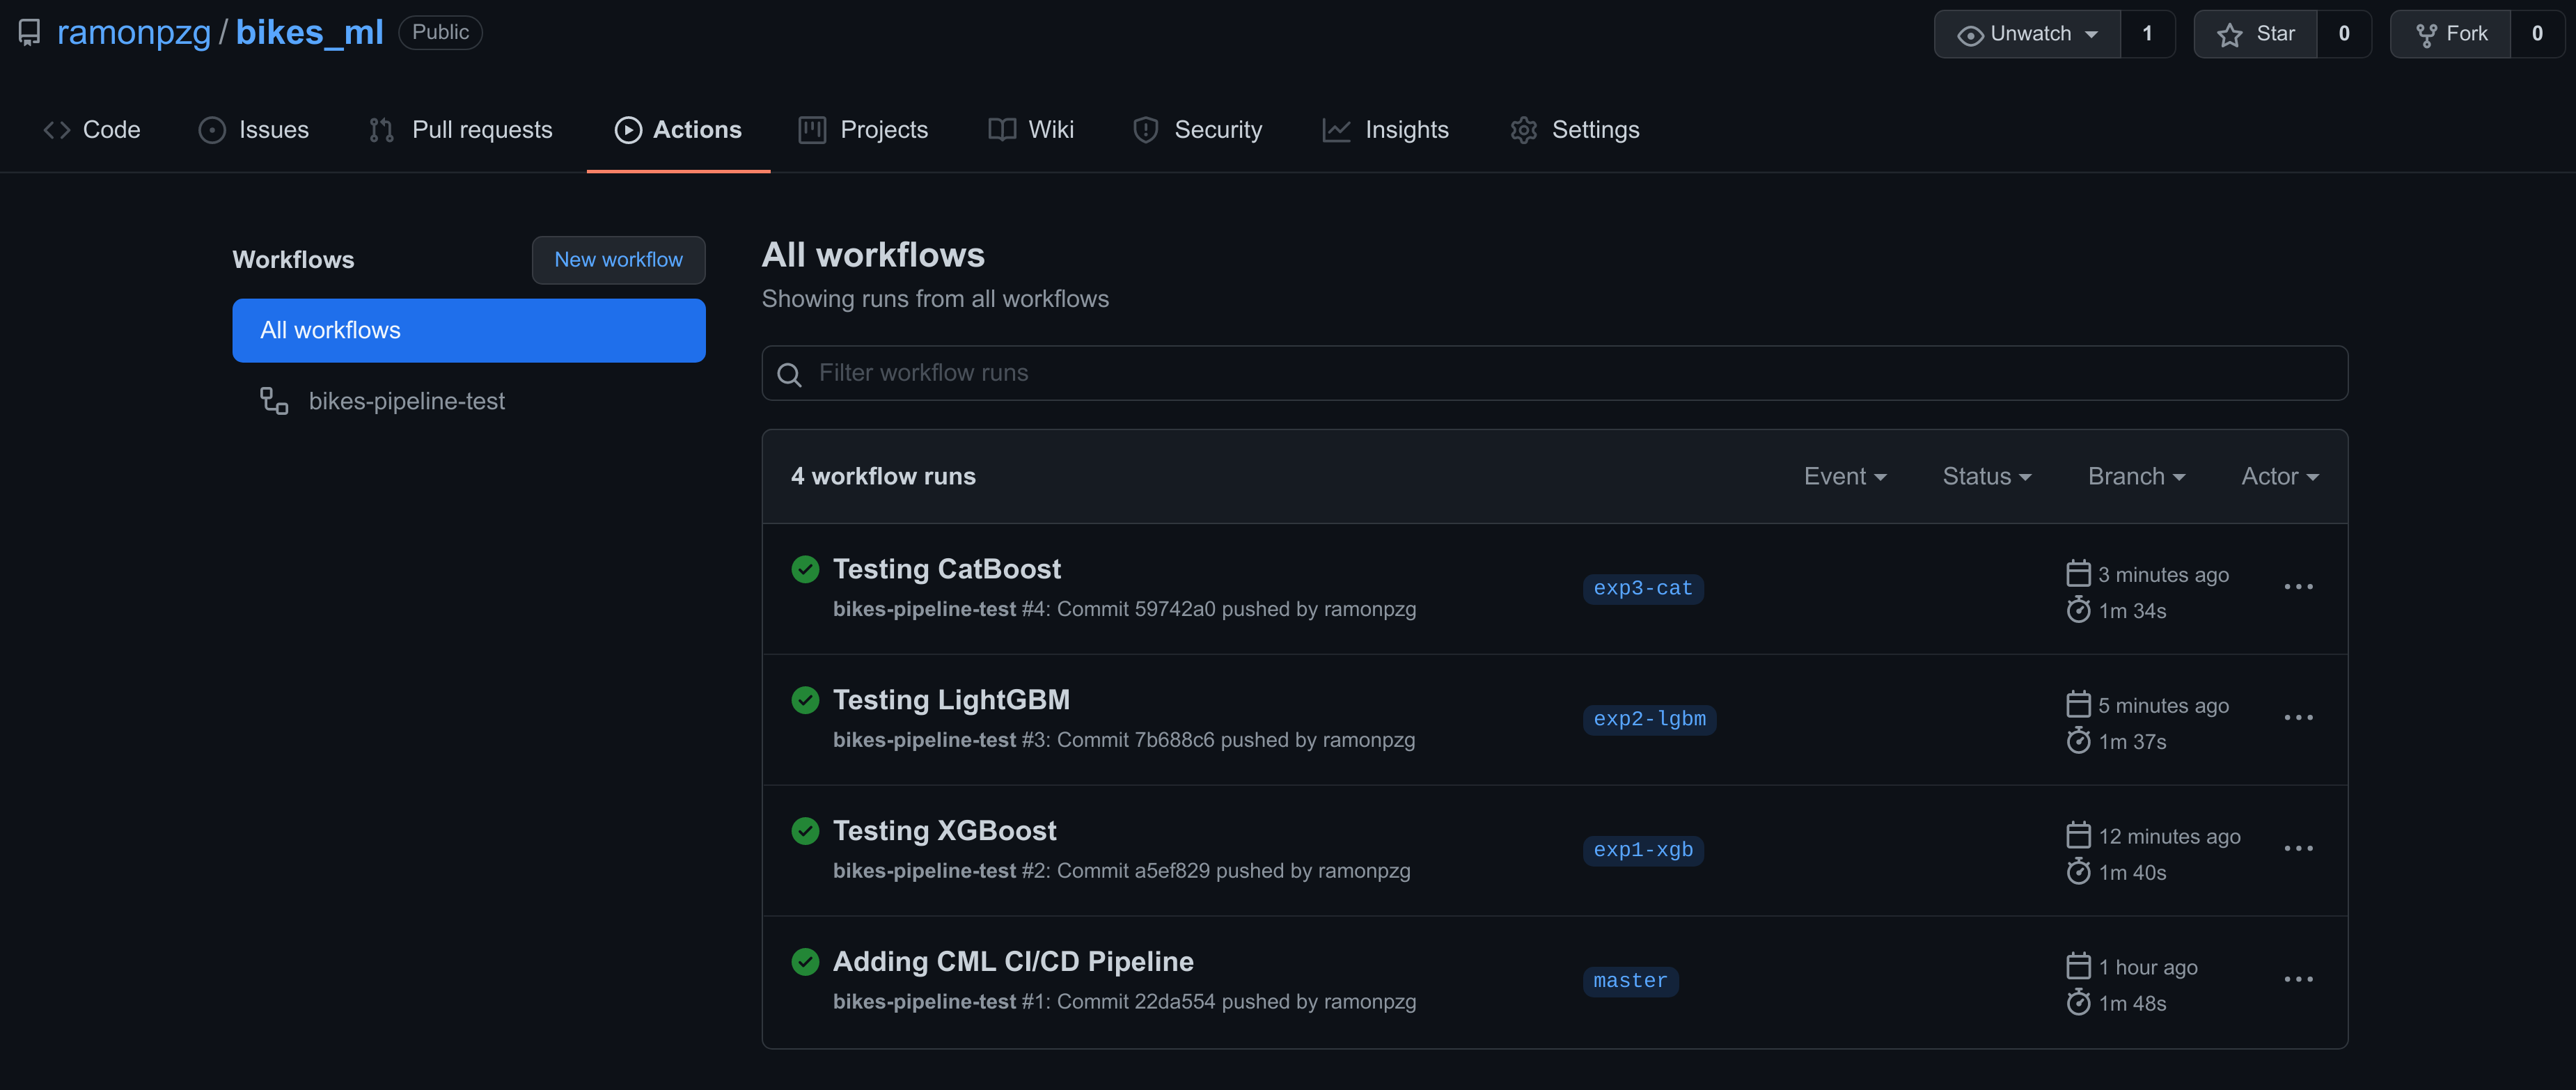 ramonpzg / bikes_ml Public
Unwatch 1 Star 0 Fork 0
Code Issues Pull requests Actions Projects Wiki Security Insights Settings
Workflows
New workflow
All workflows
bikes-pipeline-test
All workflows
Showing runs from all workflows
Filter workflow runs
4 workflow runs
Event Status Branch Actor
Testing CatBoost
bikes-pipeline-test #4: Commit 59742a0 pushed by ramonpzg
exp3-cat
3 minutes ago
1m 34s
Testing LightGBM
bikes-pipeline-test #3: Commit 7b688c6 pushed by ramonpzg
exp2-lgbm
5 minutes ago
1m 37s
Testing XGBoost
bikes-pipeline-test #2: Commit a5ef829 pushed by ramonpzg
exp1-xgb
12 minutes ago
1m 40s
Adding CML CI/CD Pipeline
bikes-pipeline-test #1: Commit 22da554 pushed by ramonpzg
master
1 hour ago
1m 48s